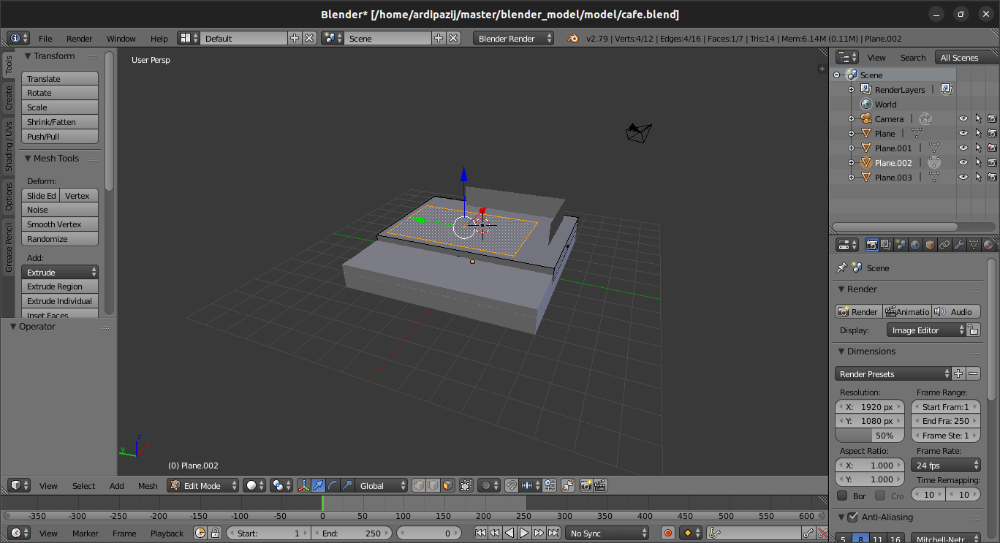 Blender* [/home/ardipazij/master/blender_model/model/cafe.blend]
File Render Window Help Default Scene Blender Render v2.79 | Verts:4/12 | Edges:4/16 | Faces:1/7 | Tris:14 | Mem:6.14M (0.11M) | Plane.002
Tools
Create
Shading / UVs
Options
Grease Pencil
Transform
Translate
Rotate
Scale
Shrink/Fatten
Push/Pull
Mesh Tools
Deform:
Slide Ed Vertex
Noise
Smooth Vertex
Randomize
Add:
Extrude
Extrude Region
Extrude Individual
Inset Faces
Operator
User Persp
z
y x
(0) Plane.002
View Search All Scenes
Scene
RenderLayers |
World
Camera |
Plane |
Plane.001 |
Plane.002 |
Plane.003 |
Scene
Render
Render Animatio Audio
Display: Image Editor
Dimensions
Render Presets
Resolution: Frame Range:
X: 1920 px Start Fram:1
Y: 1080 px End Fra: 250
50% Frame Ste: 1
Aspect Ratio: Frame Rate:
X: 1.000 24 fps
Y: 1.000 Time Remapping:
Bor Cro 10 10
Anti-Aliasing
5 8 11 16 Mitchell-Netr...
View Select Add Mesh Edit Mode Global
-350 -300 -250 -200 -150 -100 -50 0 50 100 150 200 250 300 350 400 450 500 550 600
View Marker Frame Playback Start: 1 End: 250 0 No Sync